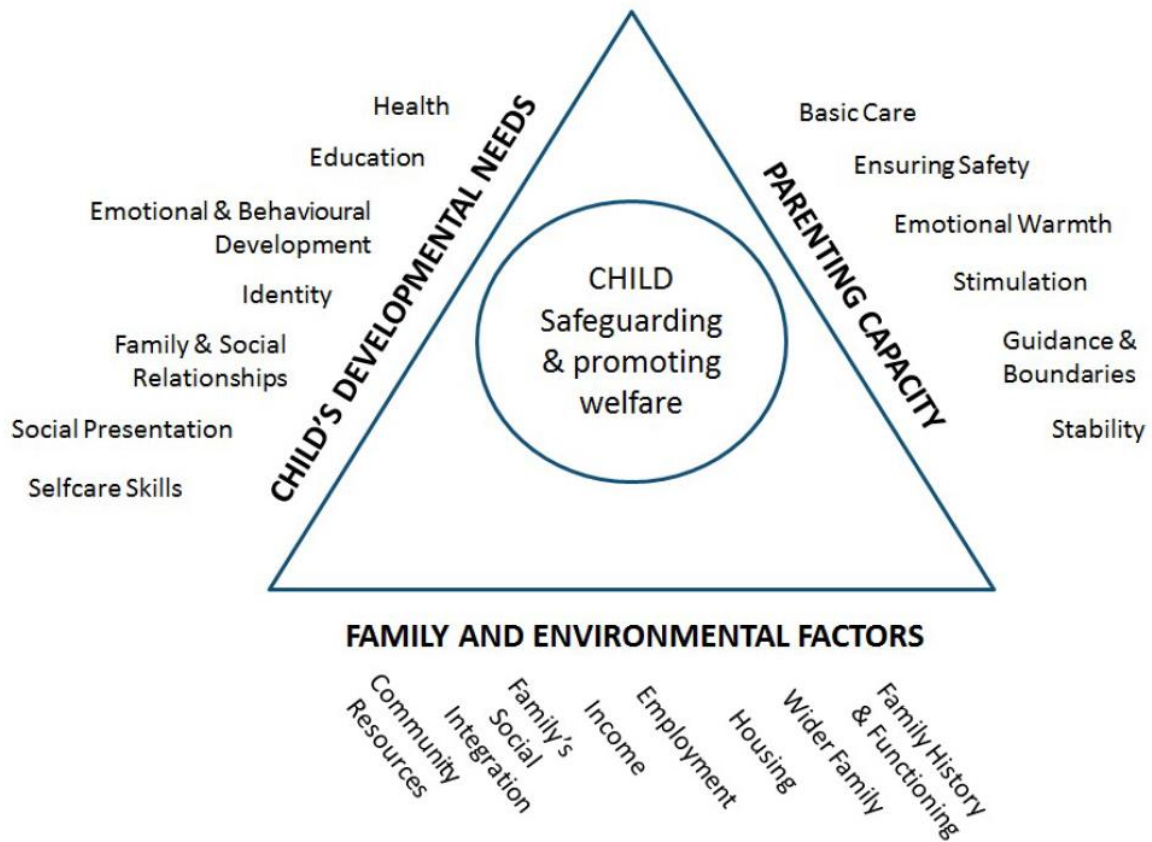 Health
Education
Emotional & Behavioural
Development
Identity
Family & Social
Relationships
Social Presentation
Selfcare Skills
CHILD'S DEVELOPMENTAL NEEDS
CHILD
Safeguarding
& promoting
welfare
PARENTING CAPACITY
Basic Care
Ensuring Safety
Emotional Warmth
Stimulation
Guidance &
Boundaries
Stability
FAMILY AND ENVIRONMENTAL FACTORS
Community
Resources
Family's
Social
Integration
Income
Employment
Housing
Wider Family
Family History
& Functioning